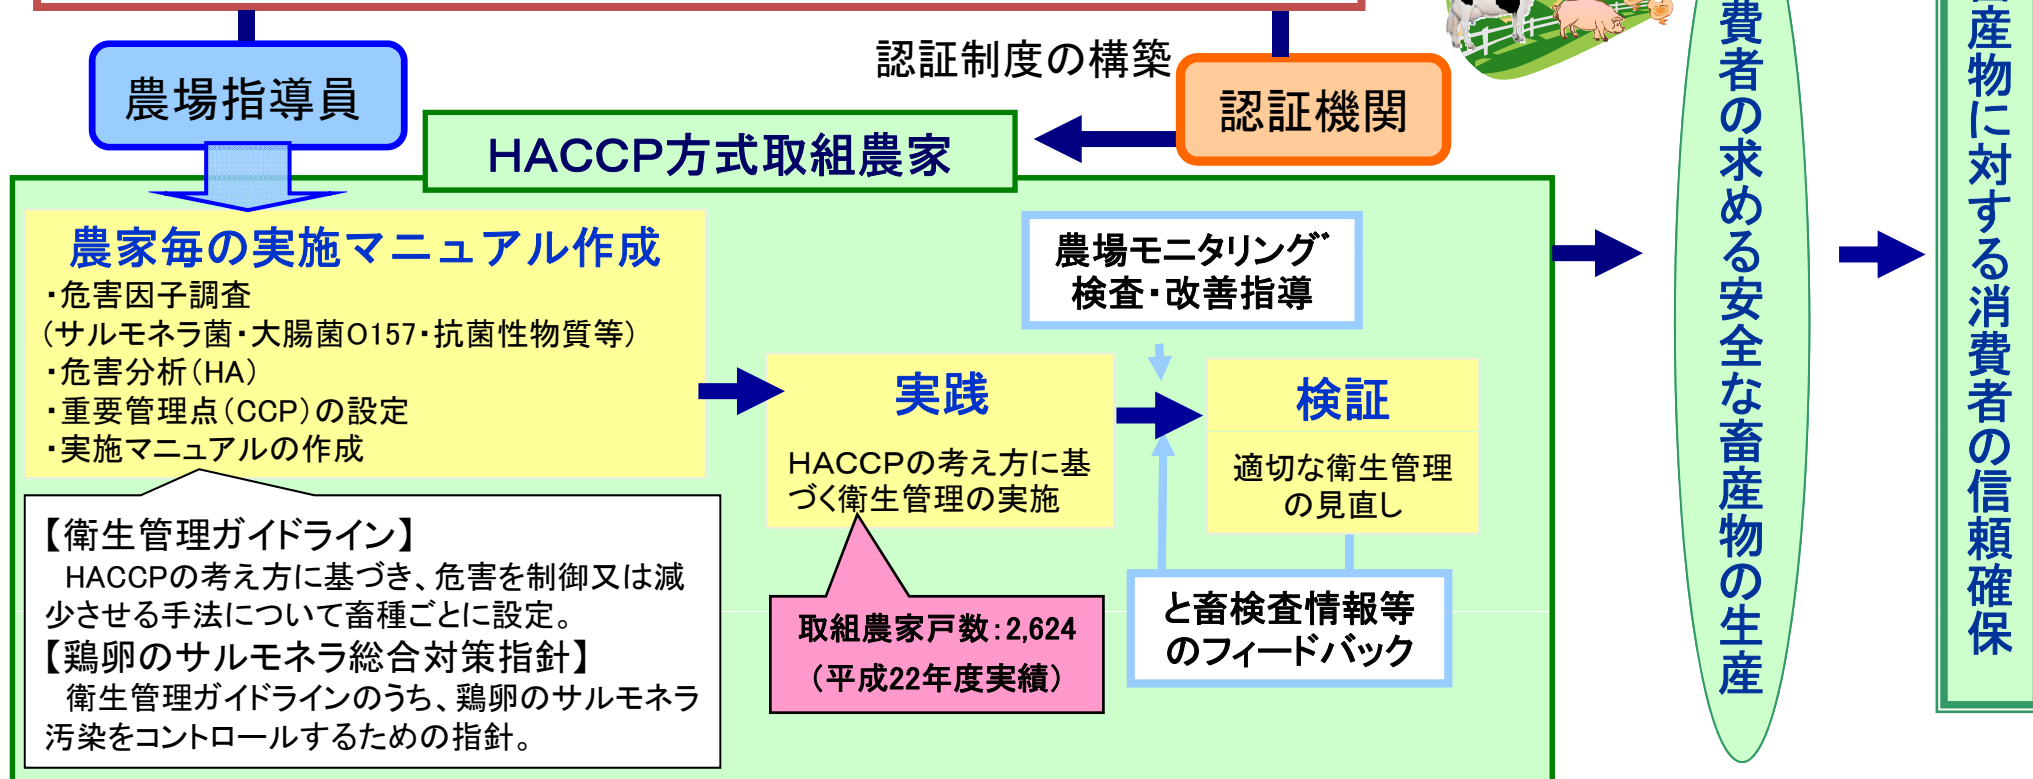 認証制度の構築
農場指導員
認証機関
HACCP方式取組農家
農家毎の実施マニュアル作成
・危害因子調査
(サルモネラ菌・大腸菌O157・抗菌性物質等)
・危害分析(HA)
・重要管理点(CCP)の設定
・実施マニュアルの作成
【衛生管理ガイドライン】
HACCPの考え方に基づき、危害を制御又は減
少させる手法について畜種ごとに設定。
【鶏卵のサルモネラ総合対策指針】
衛生管理ガイドラインのうち、鶏卵のサルモネラ
汚染をコントロールするための指針。
実践
HACCPの考え方に基
づく衛生管理の実施
取組農家戸数:2,624
(平成22年度実績)
農場モニタリング
検査・改善指導
検証
適切な衛生管理
の見直し
と畜検査情報等
のフィードバック
費者の求める安全な畜産物の生産
産物に対する消費者の信頼確保